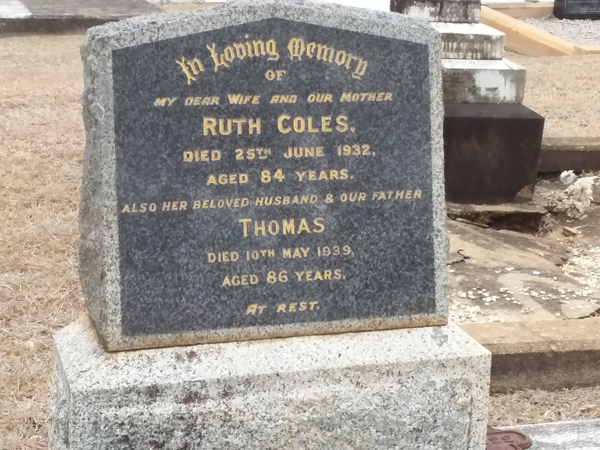 In Loving Memory
OF
MY DEAR WIFE AND OUR MOTHER
RUTH COLES,
DIED 25TH JUNE 1932,
AGED 84 YEARS.
ALSO HER BELOVED HUSBAND & OUR FATHER
THOMAS
DIED 10TH MAY 1939,
AGED 86 YEARS.
AT REST.